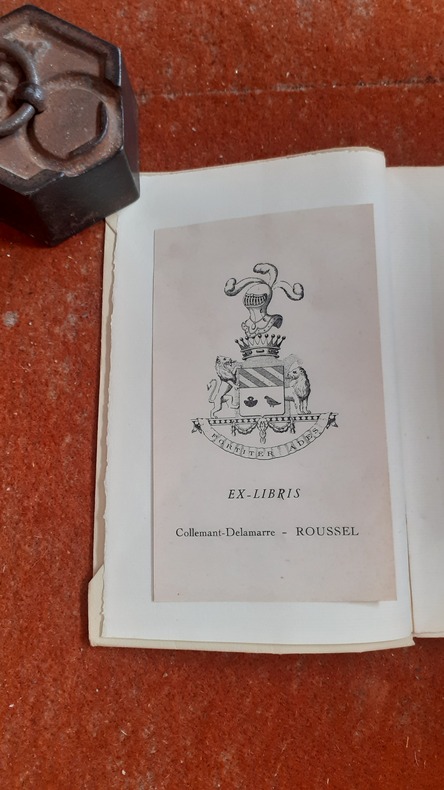 FORTITER ADES
EX-LIBRIS
Collemant-Delamarre - ROUSSEL